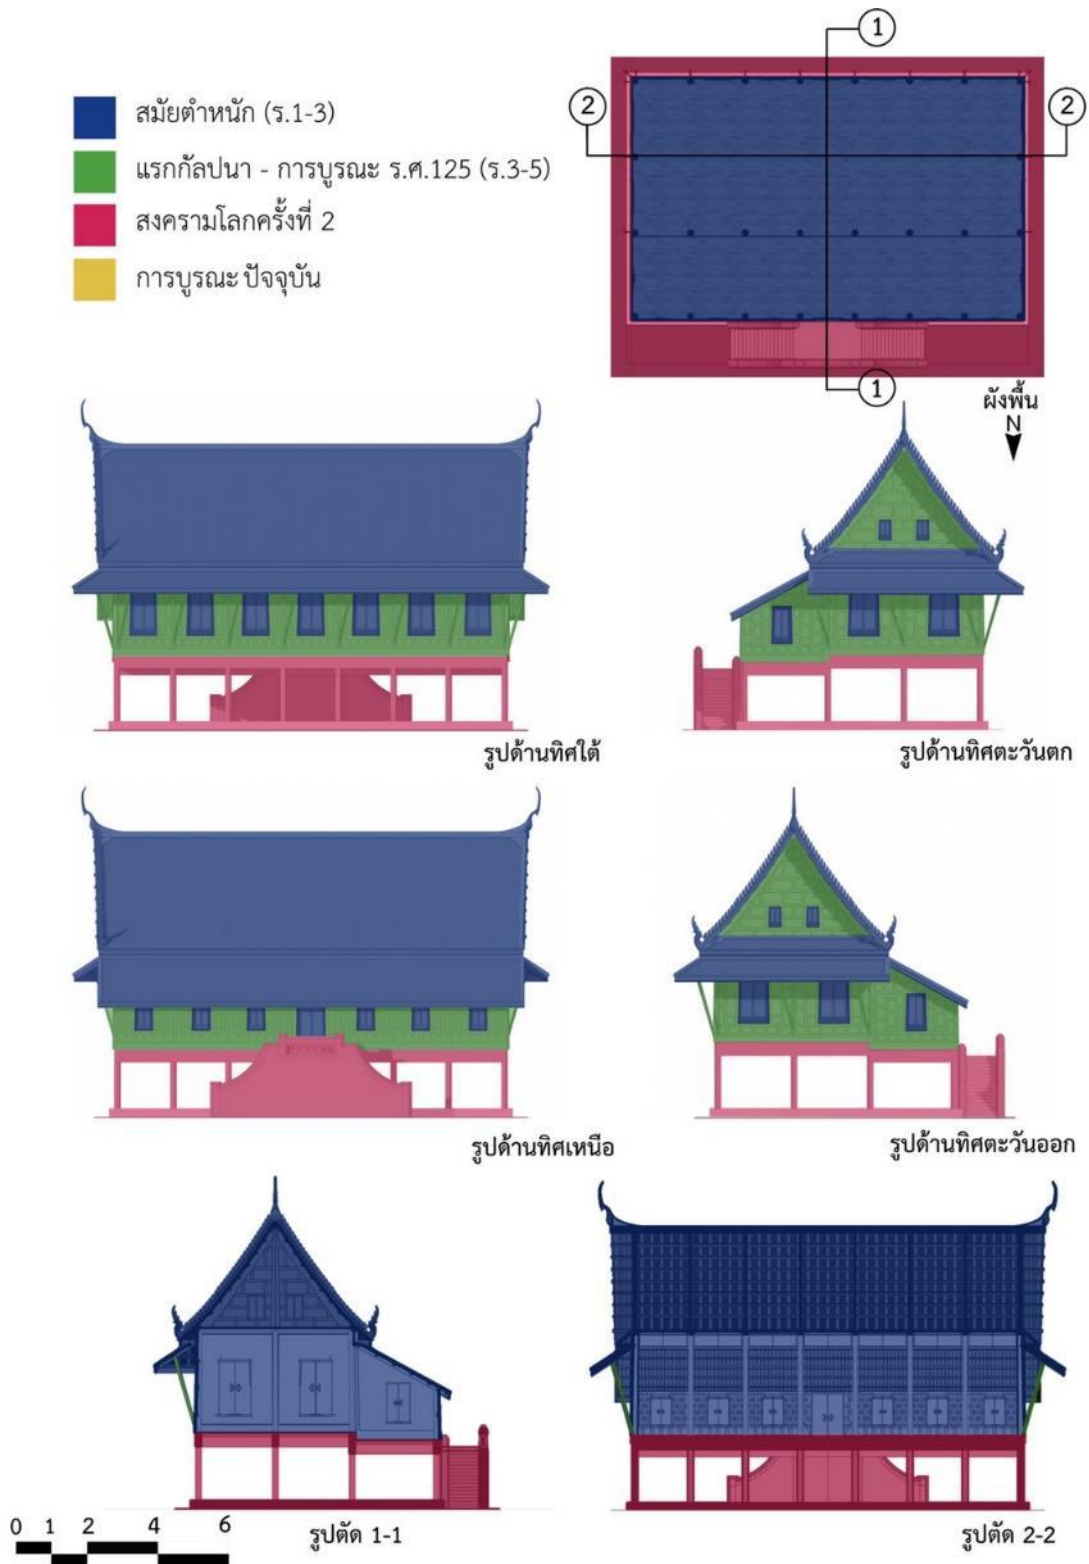 1
สมัยตำหนัก (ร.1-3)
2
2
แรกกัลปนา - การบูรณะ ร.ศ.125 (ร.3-5)
สงครามโลกครั้งที่ 2
การบูรณะ ปัจจุบัน
1
ผังพื้น
N
รูปด้านทิศใต้
รูปด้านทิศตะวันตก
รูปด้านทิศเหนือ
รูปด้านทิศตะวันออก
0 1 2 4 6
รูปตัด 1-1
รูปตัด 2-2